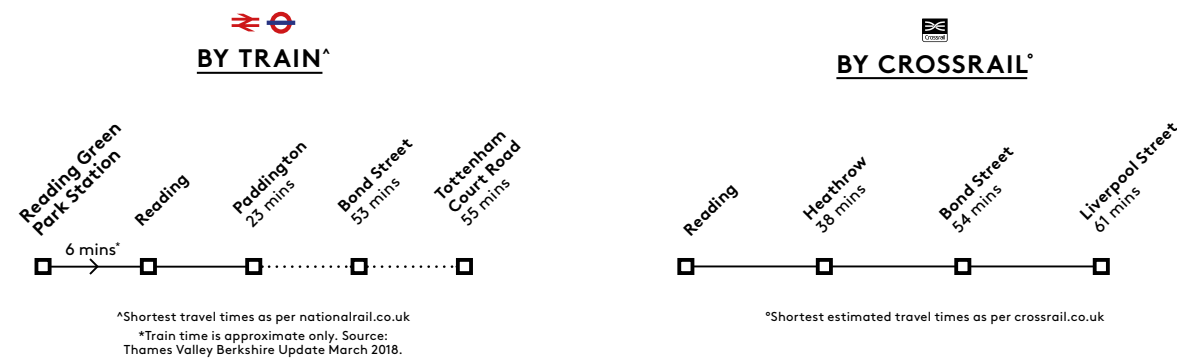 BY TRAIN^
Reading Green
Park Station
Reading
Paddington
23 mins
Bond Street
53 mins
Tottenham
Court Road
55 mins
6 mins*
^Shortest travel times as per nationalrail.co.uk
*Train time is approximate only. Source:
Thames Valley Berkshire Update March 2018.
Crossrail
BY CROSSRAIL°
Reading
Heathrow
38 mins
Bond Street
54 mins
Liverpool Street
61 mins
°Shortest estimated travel times as per crossrail.co.uk